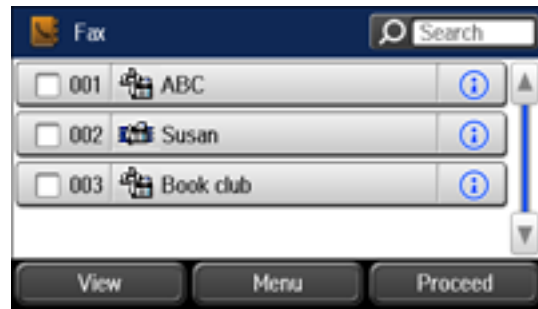 Fax
Search
001 ABC
002 Susan
003 Book club
View Menu Proceed